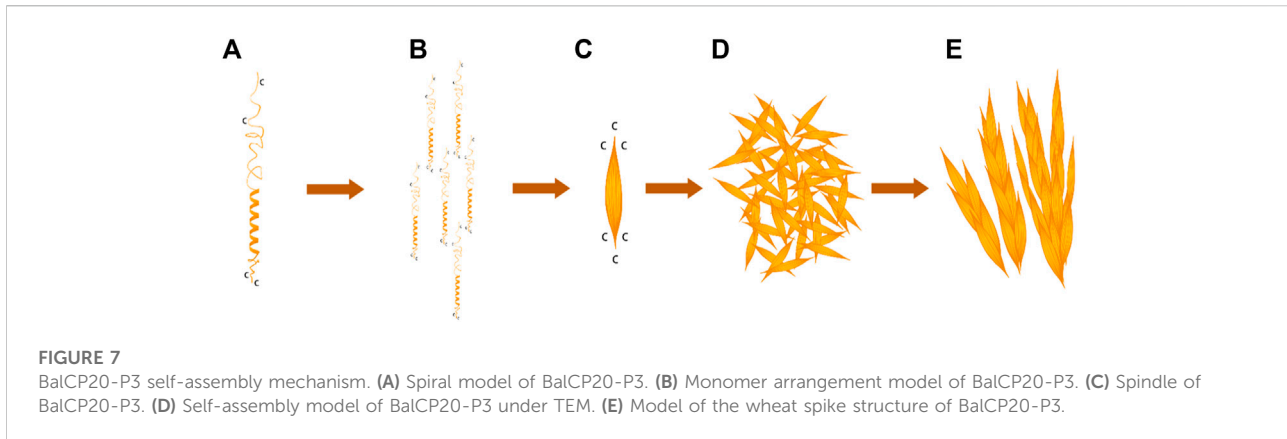 A B C D E
C
C
C C
C
C C
C C
C
FIGURE 7
BalCP20-P3 self-assembly mechanism. (A) Spiral model of BalCP20-P3. (B) Monomer arrangement model of BalCP20-P3. (C) Spindle of
BalCP20-P3. (D) Self-assembly model of BalCP20-P3 under TEM. (E) Model of the wheat spike structure of BalCP20-P3.